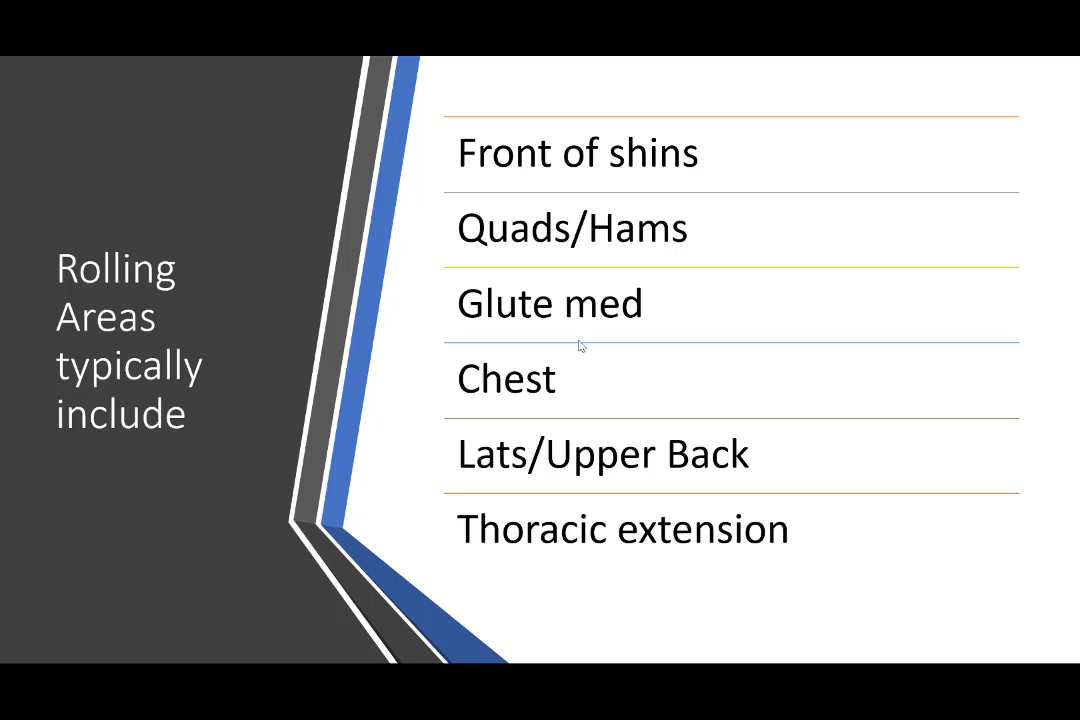 Rolling
Areas
typically
include
Front of shins
Quads/Hams
Glute med
Chest
Lats/Upper Back
Thoracic extension